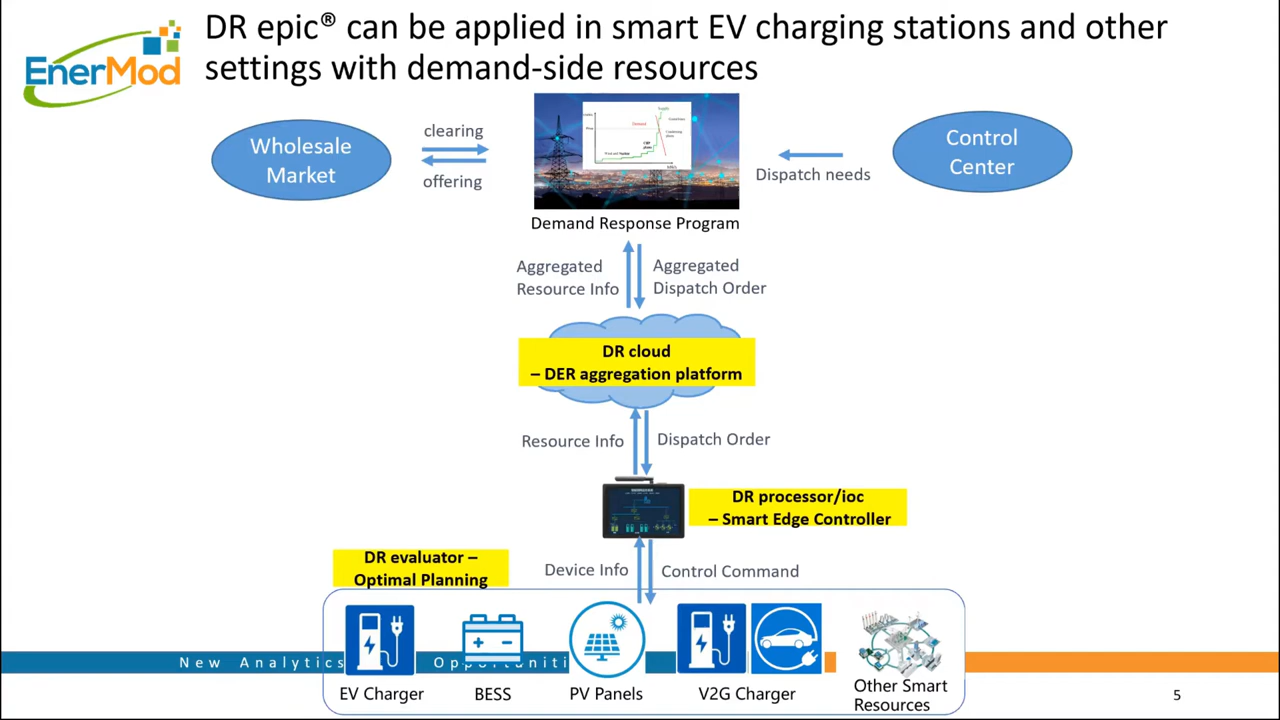 DR epic® can be applied in smart EV charging stations and other
settings with demand-side resources
EnerMod
Wholesale
Market
clearing
offering
Demand
Demand Response Program
Dispatch needs
Control
Center
Aggregated
Resource Info
Aggregated
Dispatch Order
DR cloud
– DER aggregation platform
Resource Info
Dispatch Order
DR processor/ioc
– Smart Edge Controller
DR evaluator –
Optimal Planning
Device Info
Control Command
New Analytics
Opportuniti
EV Charger
BESS
PV Panels
V2G Charger
Other Smart
Resources
5